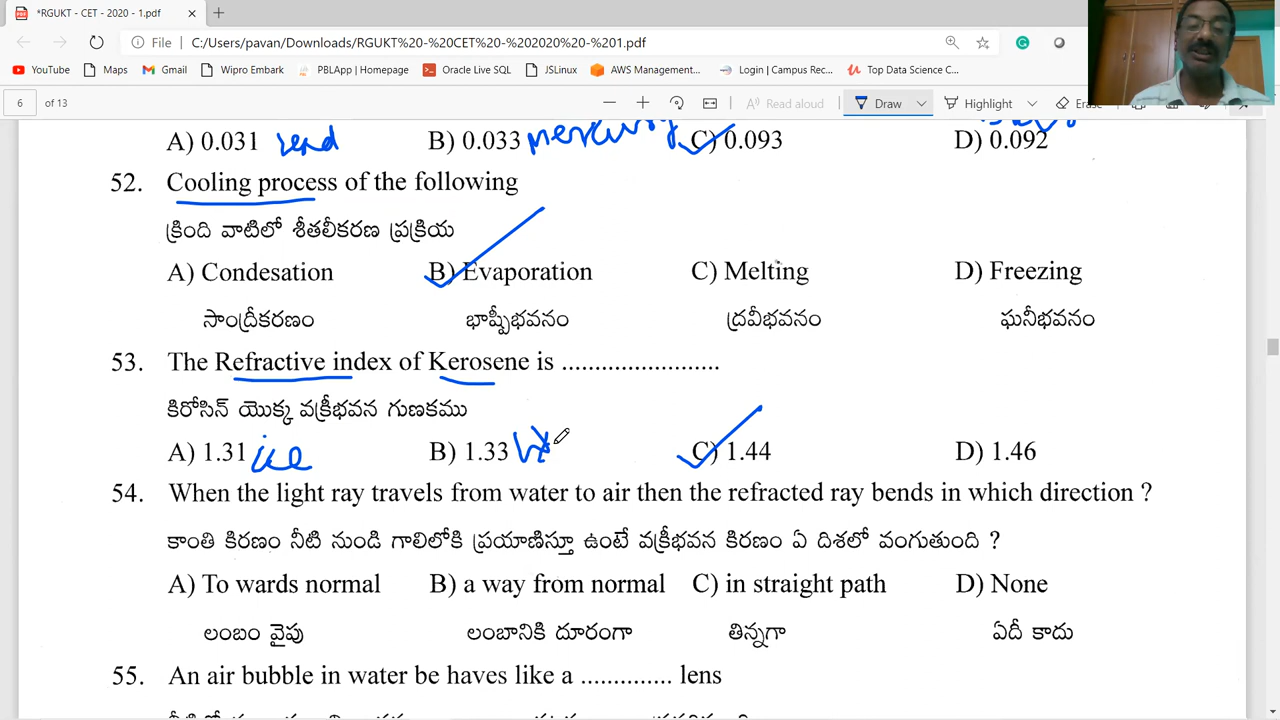 *RGUKT - CET - 2020 - 1.pdf
File C:/Users/pavan/Downloads/RGUKT%20-%20CET%20-%202020%20-%201.pdf
YouTube Maps Gmail Wipro Embark PBLApp | Homepage Oracle Live SQL JSLinux AWS Management... Login | Campus Rec... Top Data Science C...
6 of 13 Read aloud Draw Highlight Erase
A) 0.031 B) 0.033 mercury C) 0.093 D) 0.092
52. Cooling process of the following
క్రింది వాటిలో శీతలీకరణ ప్రక్రియ
A) Condesation B) Evaporation C) Melting D) Freezing
సాంద్రీకరణం భాష్పీభవనం ద్రవీభవనం ఘనీభవనం
53. The Refractive index of Kerosene is ........................
కిరోసిన్ యొక్క వక్రీభవన గుణకము
A) 1.31 ice B) 1.33 C) 1.44 D) 1.46
54. When the light ray travels from water to air then the refracted ray bends in which direction ?
కాంతి కిరణం నీటి నుండి గాలిలోకి ప్రయాణిస్తూ ఉంటే వక్రీభవన కిరణం ఏ దిశలో వంగుతుంది ?
A) To wards normal B) a way from normal C) in straight path D) None
లంబం వైపు లంబానికి దూరంగా తిన్నగా ఏదీ కాదు
55. An air bubble in water be haves like a .............. lens